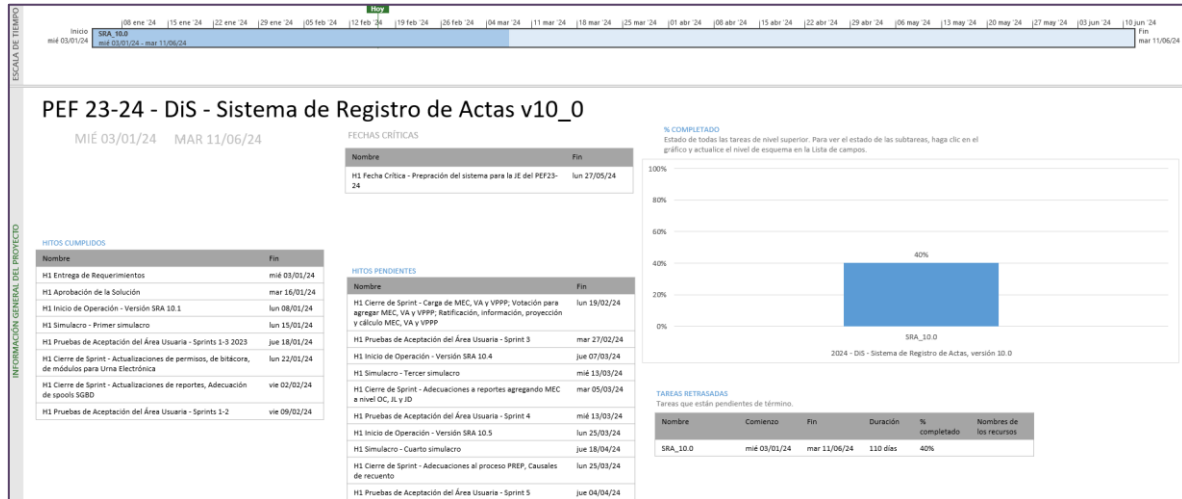 ESCALA DE TIEMPO
Hoy
|08 ene '24 |15 ene '24 |22 ene '24 |29 ene '24 |05 feb '24 |12 feb '24 |19 feb '24 |26 feb '24 |04 mar '24 |11 mar '24 |18 mar '24 |25 mar '24 |01 abr '24 |08 abr '24 |15 abr '24 |22 abr '24 |29 abr '24 |06 may '24 |13 may '24 |20 may '24 |27 may '24 |03 jun '24 |10 jun '24
Inicio
mié 03/01/24
SRA_10.0
mié 03/01/24 - mar 11/06/24
Fin
mar 11/06/24
INFORMACIÓN GENERAL DEL PROYECTO
PEF 23-24 - DiS - Sistema de Registro de Actas v10_0
MIÉ 03/01/24 MAR 11/06/24
FECHAS CRÍTICAS
Nombre Fin
H1 Fecha Crítica - Prepración del sistema para la JE del PEF23- lun 27/05/24
24
HITOS CUMPLIDOS
Nombre Fin
H1 Entrega de Requerimientos mié 03/01/24
H1 Aprobación de la Solución mar 16/01/24
H1 Inicio de Operación - Versión SRA 10.1 lun 08/01/24
H1 Simulacro - Primer simulacro lun 15/01/24
H1 Pruebas de Aceptación del Área Usuaria - Sprints 1-3 2023 jue 18/01/24
H1 Cierre de Sprint - Actualizaciones de permisos, de bitácora, lun 22/01/24
de módulos para Urna Electrónica
H1 Cierre de Sprint - Actualizaciones de reportes, Adecuación vie 02/02/24
de spools SGBD
H1 Pruebas de Aceptación del Área Usuaria - Sprints 1-2 vie 09/02/24
HITOS PENDIENTES
Nombre Fin
H1 Cierre de Sprint - Carga de MEC, VA y VPPP; Votación para lun 19/02/24
agregar MEC, VA y VPPP; Ratificación, información, proyección
y cálculo MEC, VA y VPPP
H1 Pruebas de Aceptación del Área Usuaria - Sprint 3 mar 27/02/24
H1 Inicio de Operación - Versión SRA 10.4 jue 07/03/24
H1 Simulacro - Tercer simulacro mié 13/03/24
H1 Cierre de Sprint - Adecuaciones a reportes agregando MEC mar 05/03/24
a nivel OC, JL y JD
H1 Pruebas de Aceptación del Área Usuaria - Sprint 4 mié 13/03/24
H1 Inicio de Operación - Versión SRA 10.5 lun 25/03/24
H1 Simulacro - Cuarto simulacro jue 18/04/24
H1 Cierre de Sprint - Adecuaciones al proceso PREP, Causales lun 25/03/24
de recuento
H1 Pruebas de Aceptación del Área Usuaria - Sprint 5 jue 04/04/24
% COMPLETADO
Estado de todas las tareas de nivel superior. Para ver el estado de las subtareas, haga clic en el
gráfico y actualice el nivel de esquema en la Lista de campos.
100%
80%
60%
40%
20%
0%
40%
SRA_10.0
2024 - DiS - Sistema de Registro de Actas, versión 10.0
TAREAS RETRASADAS
Tareas que están pendientes de término.
Nombre Comienzo Fin Duración % completado Nombres de los recursos
SRA_10.0 mié 03/01/24 mar 11/06/24 110 días 40%